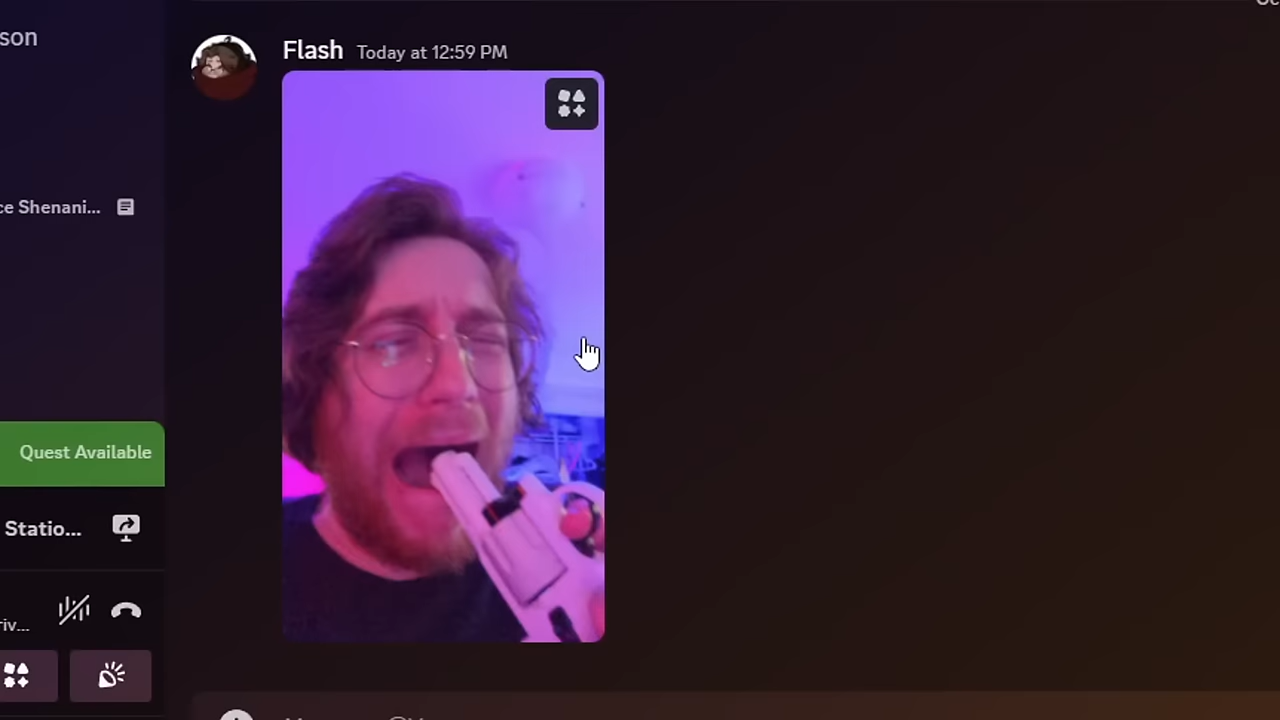 son
Flash Today at 12:59 PM
ce Shenani...
Quest Available
Statio...
riv...